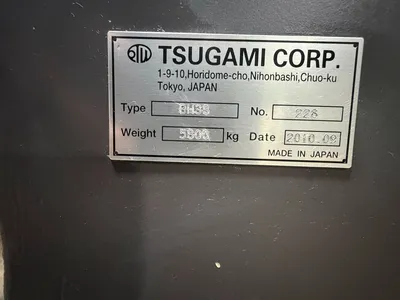 TSUGAMI CORP.
1-9-10,Horidome-cho,Nihonbashi,Chuo-ku
Tokyo, JAPAN
Type BH38 No. 228
Weight 5800 kg Date 2010.09
MADE IN JAPAN